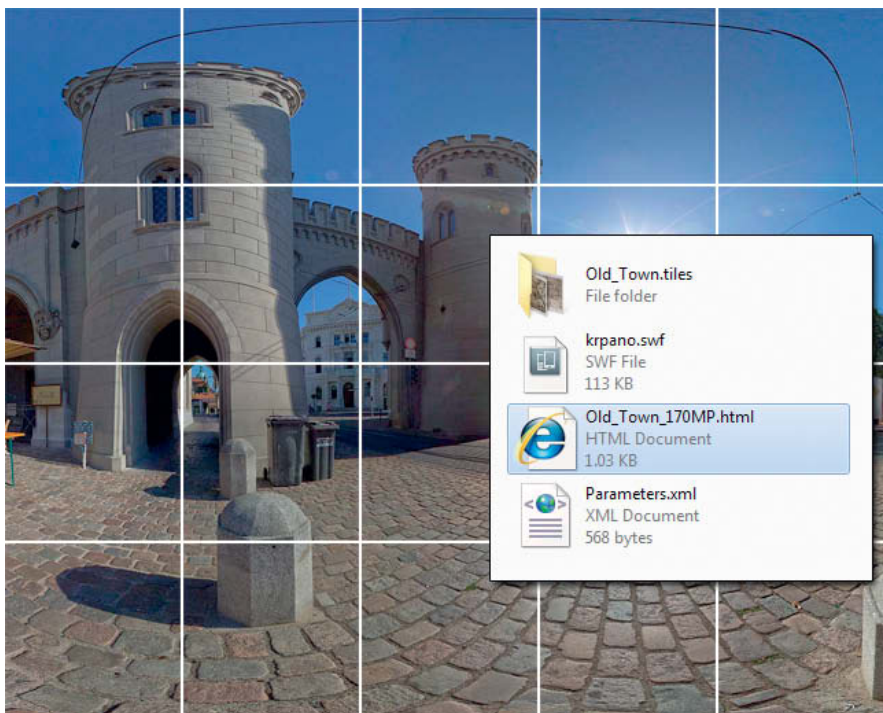 Old_Town.tiles
File folder
krpano.swf
SWF File
113 KB
Old_Town_170MP.html
HTML Document
1.03 KB
Parameters.xml
XML Document
568 bytes